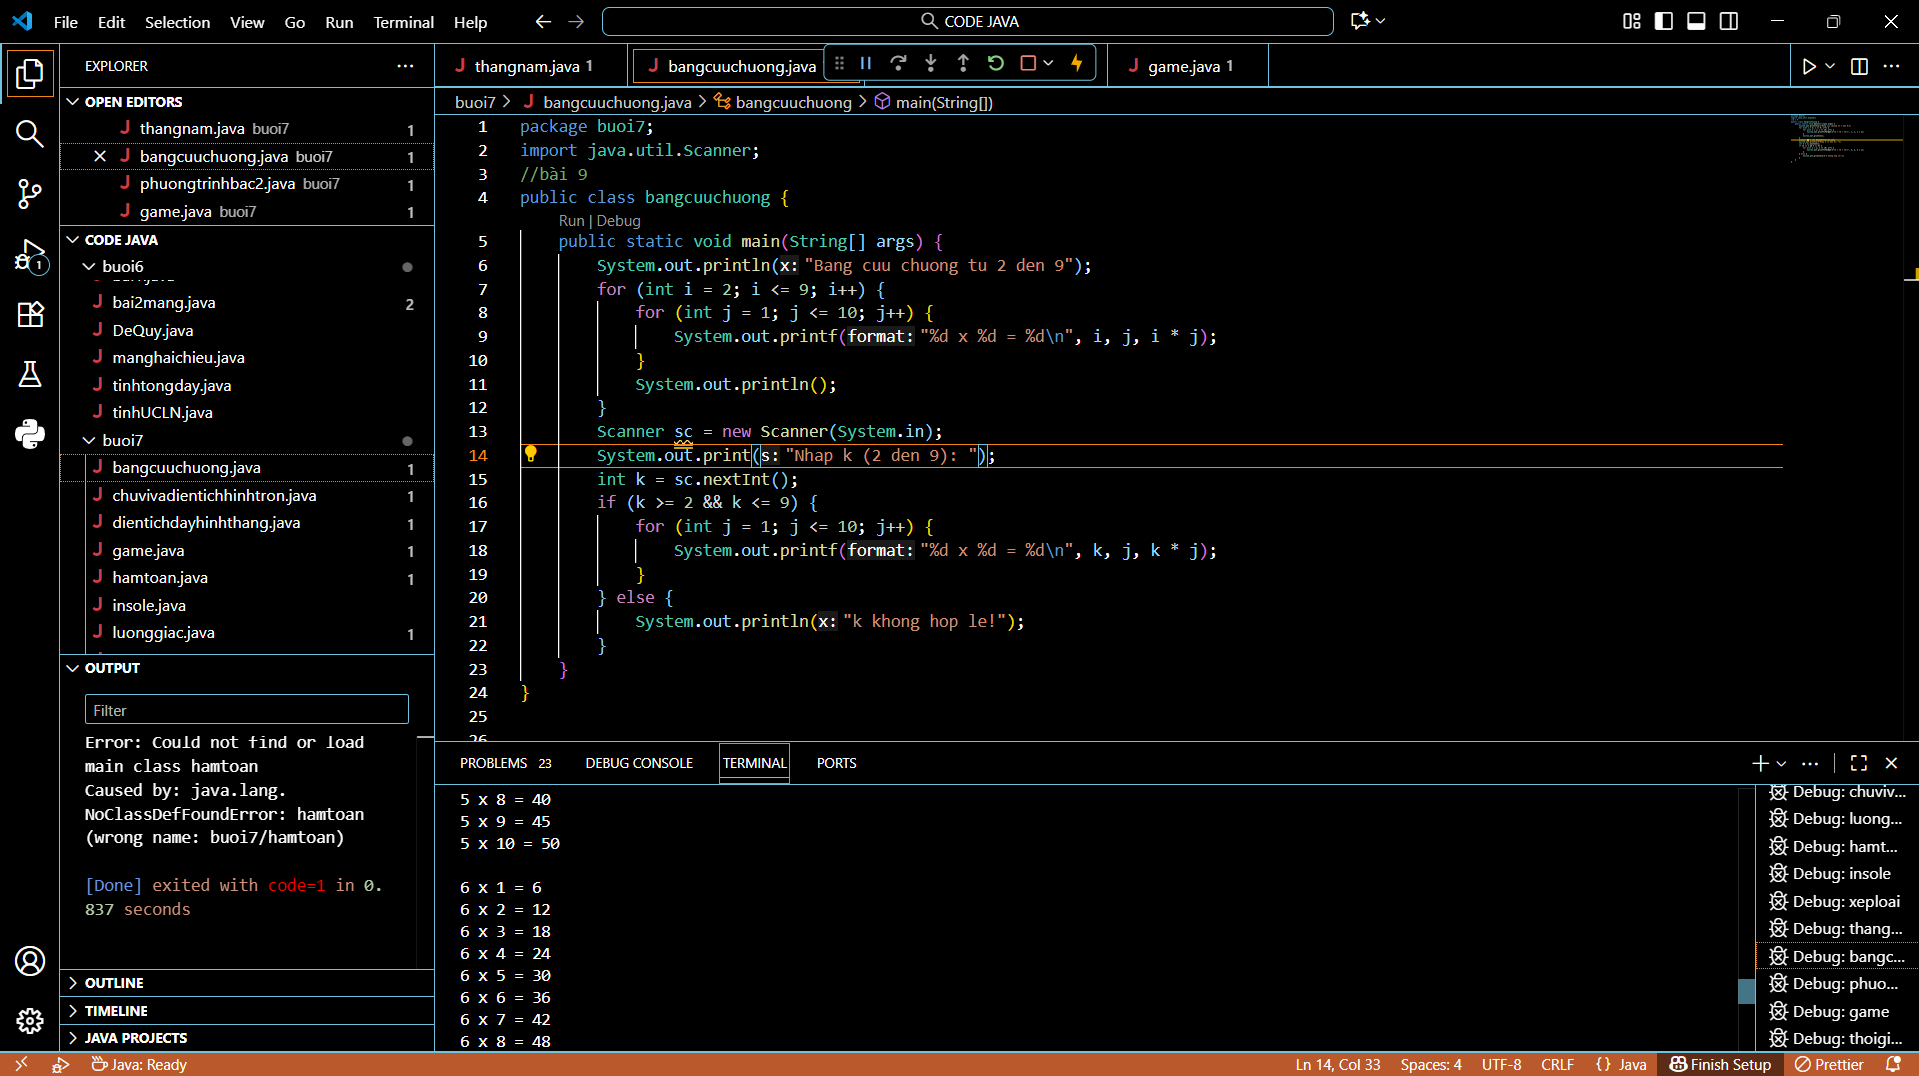 File Edit Selection View Go Run Terminal Help
CODE JAVA
EXPLORER
OPEN EDITORS
thangnam.java buoi7 1
bangcuuchuong.java buoi7 1
phuongtrinhbac2.java buoi7 1
game.java buoi7 1
CODE JAVA
buoi6
bai2mang.java 2
DeQuy.java
manghaichieu.java
tinhtongday.java
tinhUCLN.java
buoi7
bangcuuchuong.java 1
chuvivadientichhinhtron.java 1
dientichdayhinhthang.java 1
game.java 1
hamtoan.java 1
insole.java
luonggiac.java 1
OUTPUT
Filter
Error: Could not find or load
main class hamtoan
Caused by: java.lang.
NoClassDefFoundError: hamtoan
(wrong name: buoi7/hamtoan)
[Done] exited with code=1 in 0.
837 seconds
OUTLINE
TIMELINE
JAVA PROJECTS
thangnam.java 1
bangcuuchuong.java
game.java 1
buoi7 > bangcuuchuong.java > bangcuuchuong > main(String[])
1 package buoi7;
2 import java.util.Scanner;
3 //bài 9
4 public class bangcuuchuong {
Run | Debug
5 public static void main(String[] args) {
6 System.out.println(x: "Bang cuu chuong tu 2 den 9");
7 for (int i = 2; i <= 9; i++) {
8 for (int j = 1; j <= 10; j++) {
9 System.out.printf(format: "%d x %d = %d\n", i, j, i * j);
10 }
11 System.out.println();
12 }
13 Scanner sc = new Scanner(System.in);
14 System.out.print(s: "Nhap k (2 den 9): ");
15 int k = sc.nextInt();
16 if (k >= 2 && k <= 9) {
17 for (int j = 1; j <= 10; j++) {
18 System.out.printf(format: "%d x %d = %d\n", k, j, k * j);
19 }
20 } else {
21 System.out.println(x: "k khong hop le!");
22 }
23 }
24 }
25
26
PROBLEMS 23 DEBUG CONSOLE TERMINAL PORTS
5 x 8 = 40
5 x 9 = 45
5 x 10 = 50
6 x 1 = 6
6 x 2 = 12
6 x 3 = 18
6 x 4 = 24
6 x 5 = 30
6 x 6 = 36
6 x 7 = 42
6 x 8 = 48
Debug: chuviv...
Debug: luong...
Debug: hamt...
Debug: insole
Debug: xeploai
Debug: thang...
Debug: bangc...
Debug: phuo...
Debug: game
Debug: thoigi...
1
Java: Ready
Ln 14, Col 33 Spaces: 4 UTF-8 CRLF {} Java Finish Setup Prettier